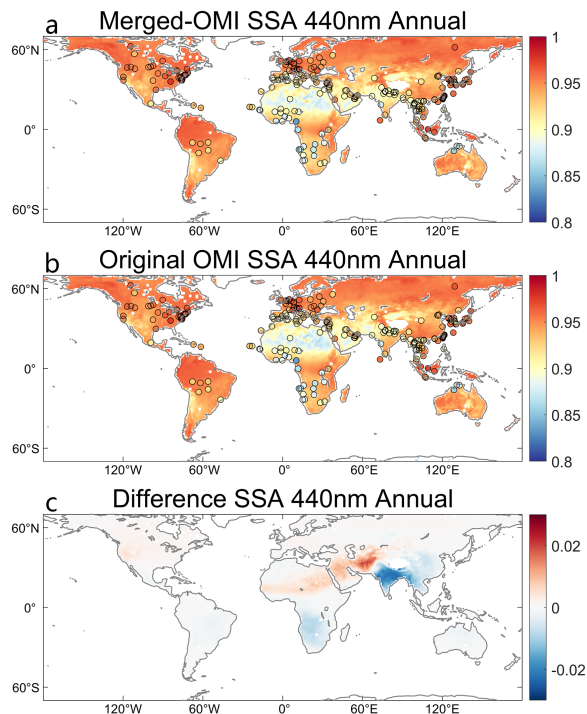 a Merged-OMI SSA 440nm Annual
60°N
0°
60°S
120°W 60°W 0° 60°E 120°E
1
0.95
0.9
0.85
0.8
b Original OMI SSA 440nm Annual
60°N
0°
60°S
120°W 60°W 0° 60°E 120°E
1
0.95
0.9
0.85
0.8
c Difference SSA 440nm Annual
60°N
0°
60°S
120°W 60°W 0° 60°E 120°E
0.02
0
-0.02